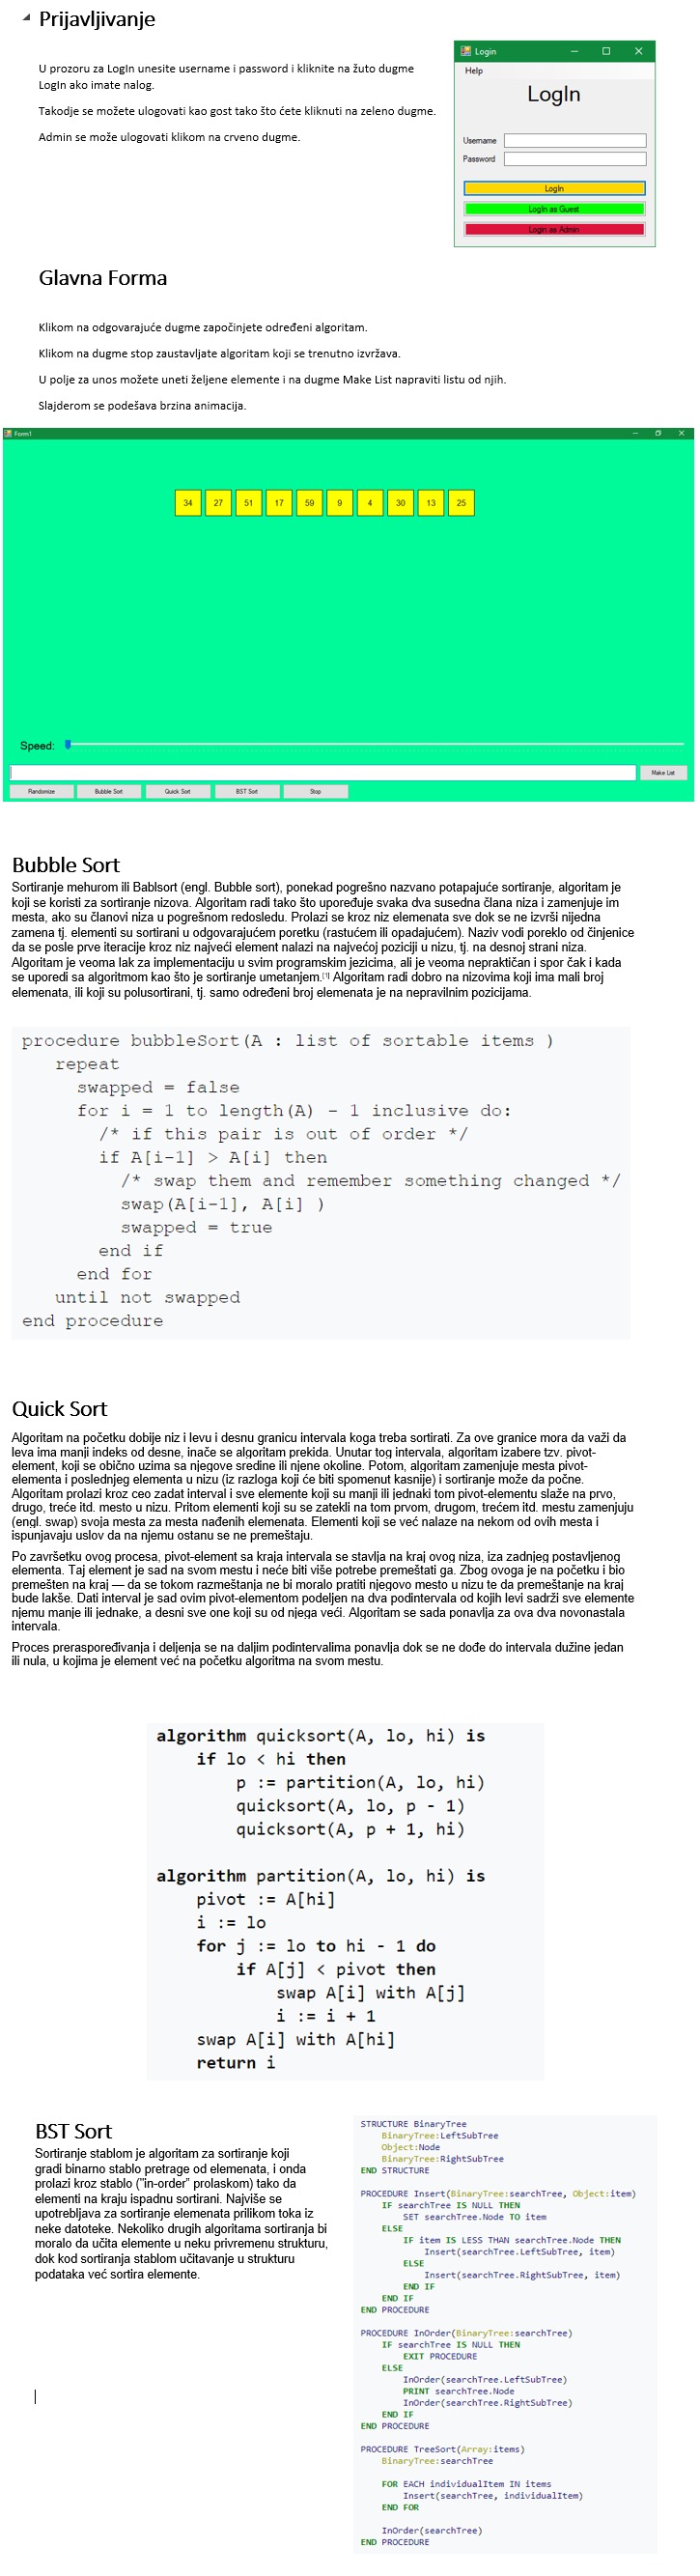 Prijavljivanje
U prozoru za LogIn unesite username i password i kliknite na žuto dugme
LogIn ako imate nalog.
Takodje se možete ulogovati kao gost tako što ćete kliknuti na zeleno dugme.
Admin se može ulogovati klikom na crveno dugme.
Login
Help
LogIn
Username
Password
LogIn
LogIn as Guest
Login as Admin
Glavna Forma
Klikom na odgovarajuće dugme započinjete određeni algoritam.
Klikom na dugme stop zaustavljate algoritam koji se trenutno izvržava.
U polje za unos možete uneti željene elemente i na dugme Make List napraviti listu od njih.
Slajderom se podešava brzina animacija.
Form1
34 27 51 17 59 9 4 30 13 25
Speed:
Make List
Randomize Bubble Sort Quick Sort BST Sort Stop
Bubble Sort
Sortiranje mehurom ili Bablsort (engl. Bubble sort), ponekad pogrešno nazvano potapajuće sortiranje, algoritam je
koji se koristi za sortiranje nizova. Algoritam radi tako što upoređuje svaka dva susedna člana niza i zamenjuje im
mesta, ako su članovi niza u pogrešnom redosledu. Prolazi se kroz niz elemenata sve dok se ne izvrši nijedna
zamena tj. elementi su sortirani u odgovarajućem poretku (rastućem ili opadajućem). Naziv vodi poreklo od činjenice
da se posle prve iteracije kroz niz najveći element nalazi na najvećoj poziciji u nizu, tj. na desnoj strani niza.
Algoritam je veoma lak za implementaciju u svim programskim jezicima, ali je veoma nepraktičan i spor čak i kada
se uporedi sa algoritmom kao što je sortiranje umetanjem.[1] Algoritam radi dobro na nizovima koji ima mali broj
elemenata, ili koji su polusortirani, tj. samo određeni broj elemenata je na nepravilnim pozicijama.
procedure bubbleSort(A : list of sortable items )
repeat
swapped = false
for i = 1 to length(A) - 1 inclusive do:
/* if this pair is out of order */
if A[i-1] > A[i] then
/* swap them and remember something changed */
swap(A[i-1], A[i] )
swapped = true
end if
end for
until not swapped
end procedure
Quick Sort
Algoritam na početku dobije niz i levu i desnu granicu intervala koga treba sortirati. Za ove granice mora da važi da
leva ima manji indeks od desne, inače se algoritam prekida. Unutar tog intervala, algoritam izabere tzv. pivot-
element, koji se obično uzima sa njegove sredine ili njene okoline. Potom, algoritam zamenjuje mesta pivot-
elementa i poslednjeg elementa u nizu (iz razloga koji će biti spomenut kasnije) i sortiranje može da počne.
Algoritam prolazi kroz ceo zadat interval i sve elemente koji su manji ili jednaki tom pivot-elementu slaže na prvo,
drugo, treće itd. mesto u nizu. Pritom elementi koji su se zatekli na tom prvom, drugom, trećem itd. mestu zamenjuju
(engl. swap) svoja mesta za mesta nađenih elemenata. Elementi koji se već nalaze na nekom od ovih mesta i
ispunjavaju uslov da na njemu ostanu se ne premeštaju.
Po završetku ovog procesa, pivot-element sa kraja intervala se stavlja na kraj ovog niza, iza zadnjeg postavljenog
elementa. Taj element je sad na svom mestu i neće biti više potrebe premeštati ga. Zbog ovoga je na početku i bio
premešten na kraj — da se tokom razmeštanja ne bi moralo pratiti njegovo mesto u nizu te da premeštanje na kraj
bude lakše. Dati interval je sad ovim pivot-elementom podeljen na dva podintervala od kojih levi sadrži sve elemente
njemu manje ili jednake, a desni sve one koji su od njega veći. Algoritam se sada ponavlja za ova dva novonastala
intervala.
Proces preraspoređivanja i deljenja se na daljim podintervalima ponavlja dok se ne dođe do intervala dužine jedan
ili nula, u kojima je element već na početku algoritma na svom mestu.
algorithm quicksort(A, lo, hi) is
if lo < hi then
p := partition(A, lo, hi)
quicksort(A, lo, p - 1)
quicksort(A, p + 1, hi)
algorithm partition(A, lo, hi) is
pivot := A[hi]
i := lo
for j := lo to hi - 1 do
if A[j] < pivot then
swap A[i] with A[j]
i := i + 1
swap A[i] with A[hi]
return i
BST Sort
Sortiranje stablom je algoritam za sortiranje koji
gradi binarno stablo pretrage od elemenata, i onda
prolazi kroz stablo ("in-order" prolaskom) tako da
elementi na kraju ispadnu sortirani. Najviše se
upotrebljava za sortiranje elemenata prilikom toka iz
neke datoteke. Nekoliko drugih algoritama sortiranja bi
moralo da učita elemente u neku privremenu strukturu,
dok kod sortiranja stablom učitavanje u strukturu
podataka već sortira elemente.
STRUCTURE BinaryTree
BinaryTree:LeftSubTree
Object:Node
BinaryTree:RightSubTree
END STRUCTURE
PROCEDURE Insert(BinaryTree:searchTree, Object:item)
IF searchTree IS NULL THEN
SET searchTree.Node TO item
ELSE
IF item IS LESS THAN searchTree.Node THEN
Insert(searchTree.LeftSubTree, item)
ELSE
Insert(searchTree.RightSubTree, item)
END IF
END IF
END PROCEDURE
PROCEDURE InOrder(BinaryTree:searchTree)
IF searchTree IS NULL THEN
EXIT PROCEDURE
ELSE
InOrder(searchTree.LeftSubTree)
PRINT searchTree.Node
InOrder(searchTree.RightSubTree)
END IF
END PROCEDURE
PROCEDURE TreeSort(Array:items)
BinaryTree:searchTree
FOR EACH individualItem IN items
Insert(searchTree, individualItem)
END FOR
InOrder(searchTree)
END PROCEDURE